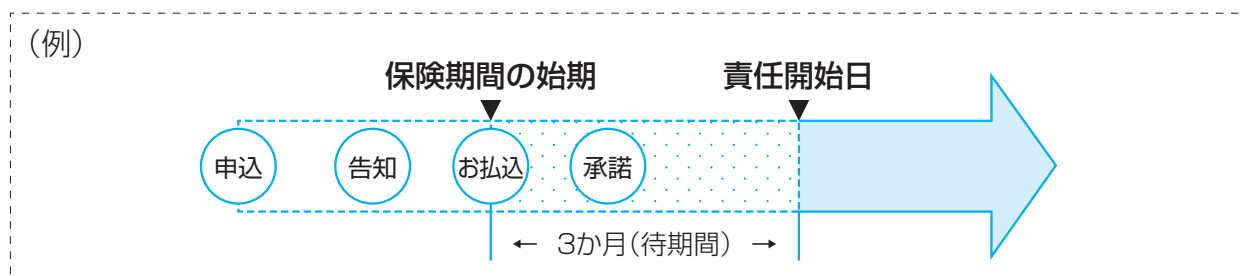 （例）
保険期間の始期 責任開始日
▼ ▼
申込 告知 お払込 承諾
← 3か月（待期間） →